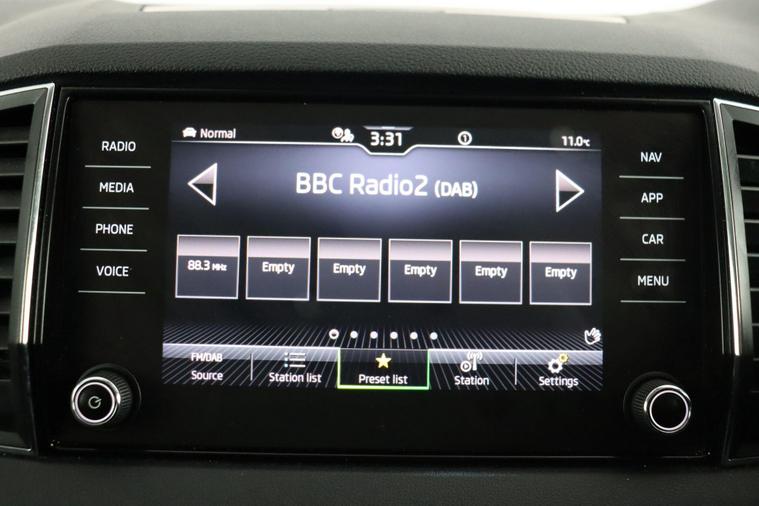 Normal
3:31
1
11.0°C
RADIO
MEDIA
PHONE
VOICE
BBC Radio2 (DAB)
NAV
APP
CAR
MENU
88.3 MHz
Empty
Empty
Empty
Empty
Empty
FM/DAB
Source
Station list
Preset list
Station
Settings